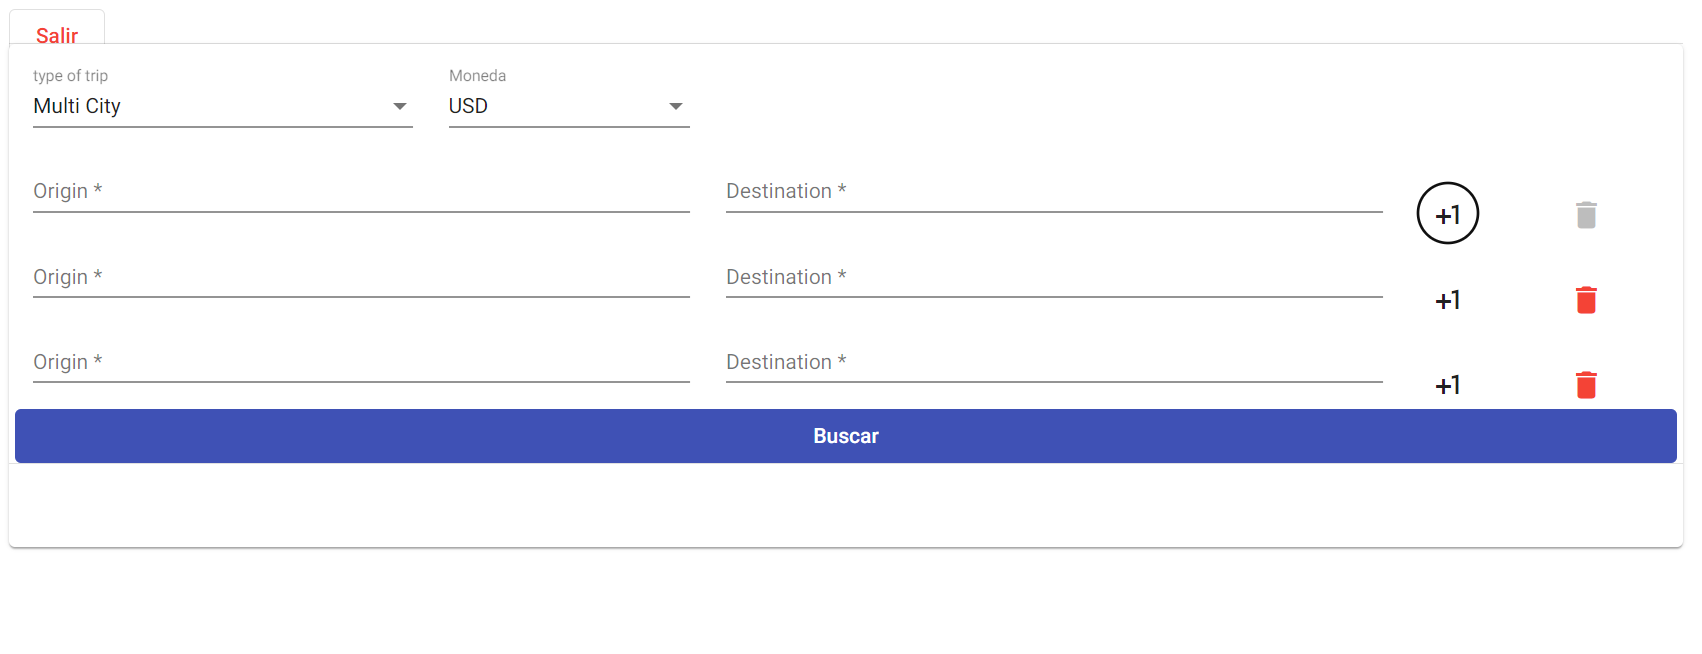 Salir
type of trip Moneda
Multi City USD
Origin * Destination * +1
Origin * Destination * +1
Origin * Destination * +1
Buscar